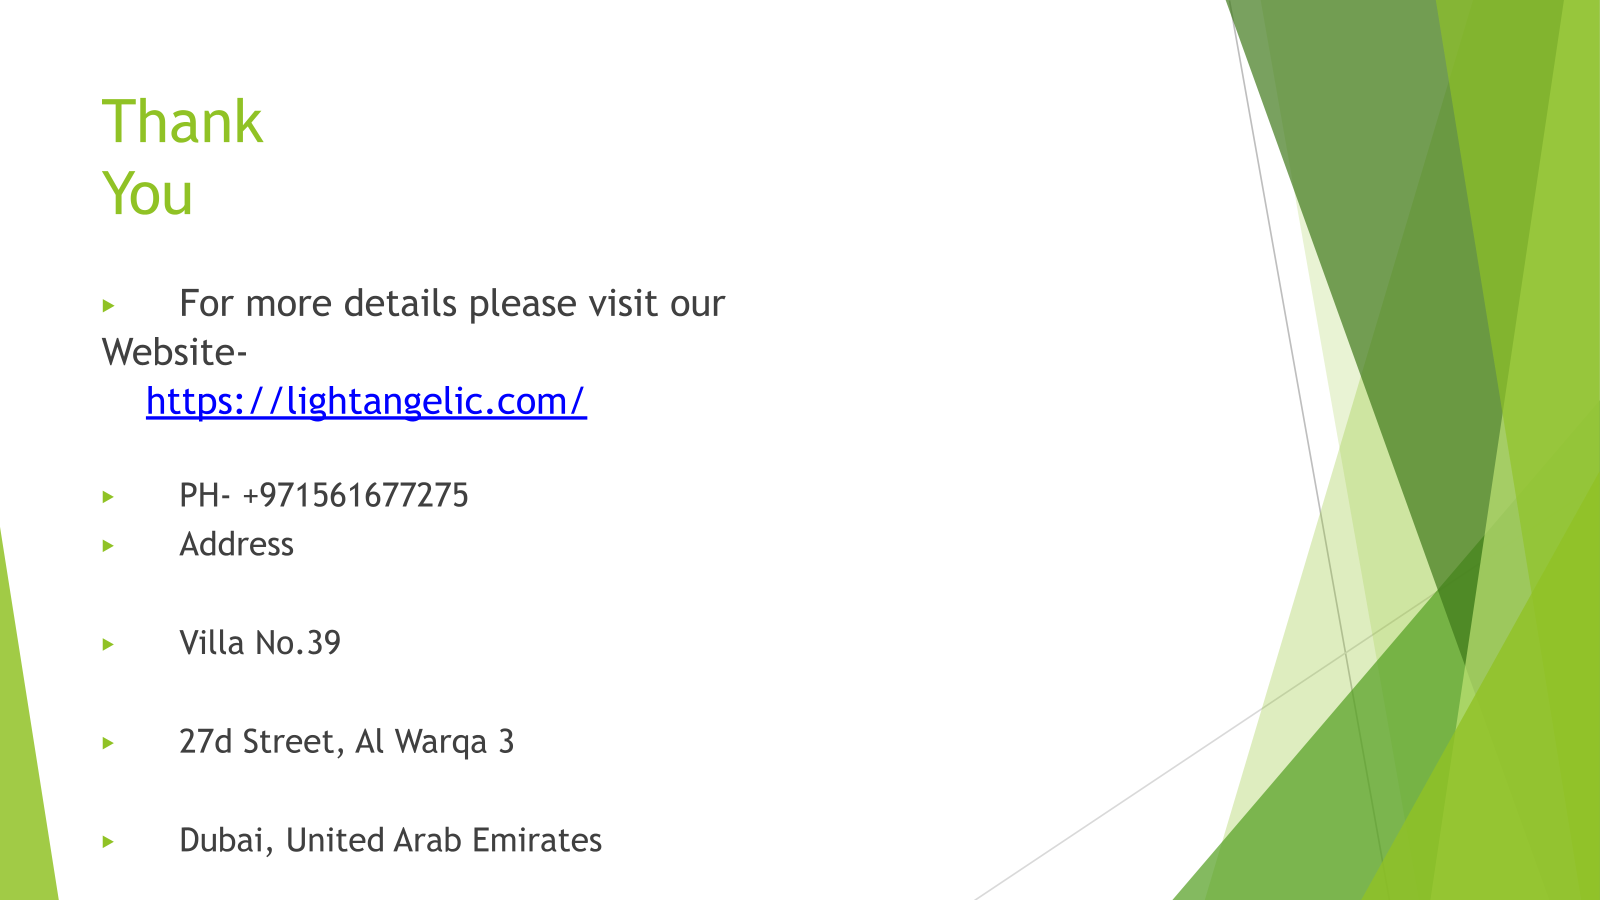 Thank
You
▶ For more details please visit our
Website-
https://lightangelic.com/
▶ PH- +971561677275
▶ Address
▶ Villa No.39
▶ 27d Street, Al Warqa 3
▶ Dubai, United Arab Emirates